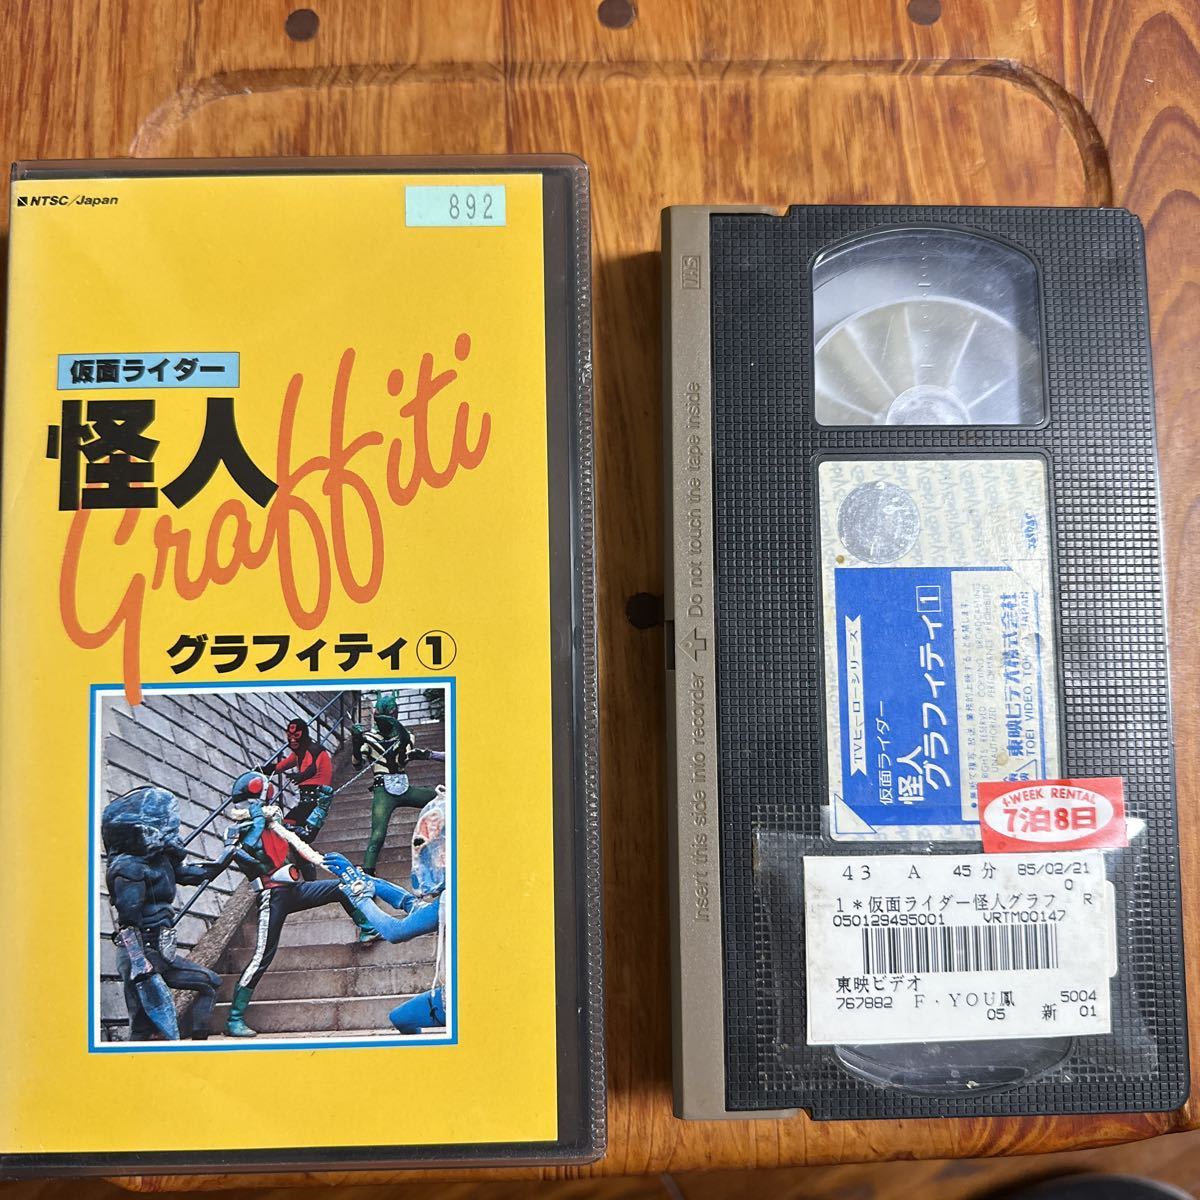 NTSC/Japan
892
仮面ライダー
怪人
Graffiti
グラフィティ①
VHS
Do not touch the tape inside
Insert this side into recorder
TVヒーローシリーズ
仮面ライダー
怪人
グラフィティ1
東映ビデオ株式会社
TOEI VIDEO, TOKYO JAPAN
1-WEEK RENTAL
7泊8日
43 A 45分 85/02/21
0
1*仮面ライダー怪人グラフ R
050129495001 VRTM00147
東映ビデオ
767882 F・YOU鳳 5004
05 新 01